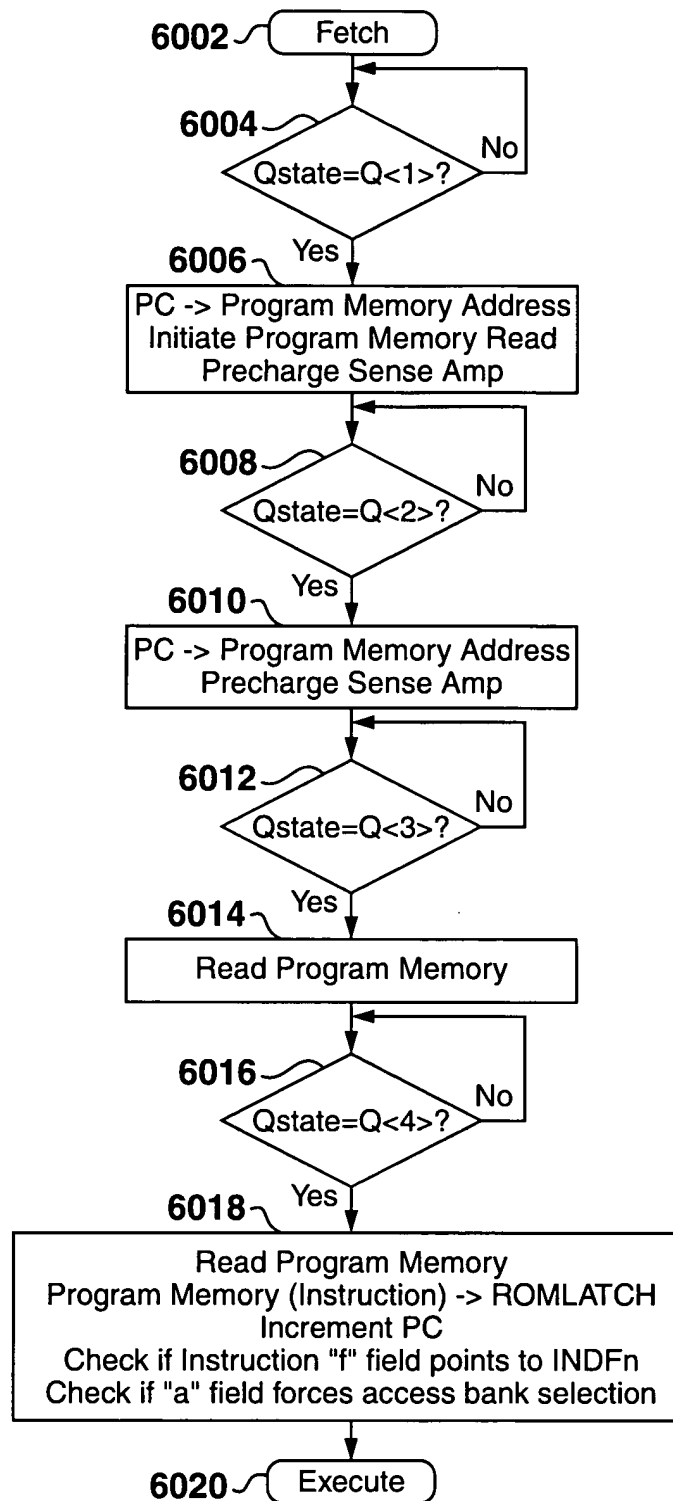 6002
Fetch
6004
Qstate=Q<1>?
No
Yes
6006
PC -> Program Memory Address
Initiate Program Memory Read
Precharge Sense Amp
6008
Qstate=Q<2>?
No
Yes
6010
PC -> Program Memory Address
Precharge Sense Amp
6012
Qstate=Q<3>?
No
Yes
6014
Read Program Memory
6016
Qstate=Q<4>?
No
Yes
6018
Read Program Memory
Program Memory (Instruction) -> ROMLATCH
Increment PC
Check if Instruction "f" field points to INDFn
Check if "a" field forces access bank selection
6020
Execute